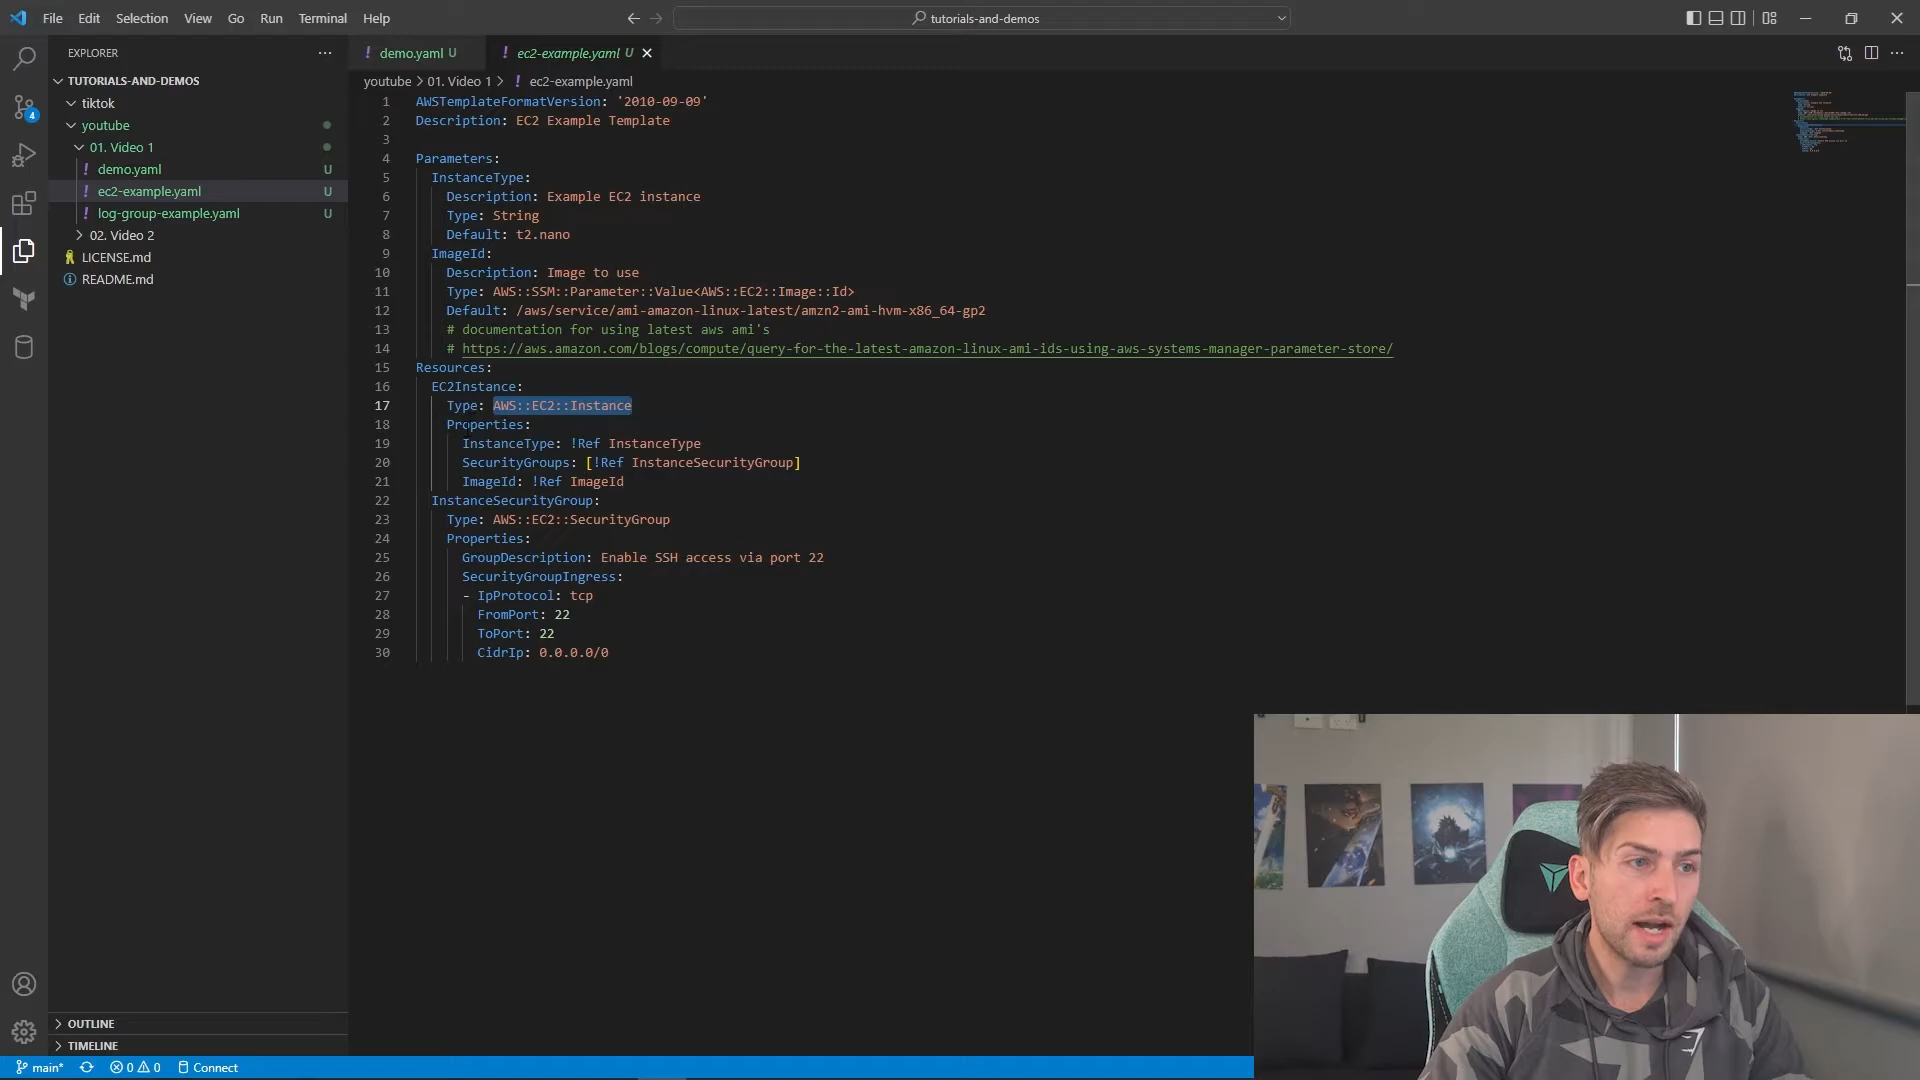 File Edit Selection View Go Run Terminal Help
tutorials-and-demos
EXPLORER
TUTORIALS-AND-DEMOS
tiktok
youtube
01. Video 1
! demo.yaml U
! ec2-example.yaml U
! log-group-example.yaml U
02. Video 2
LICENSE.md
README.md
4
OUTLINE
TIMELINE
! demo.yaml U
! ec2-example.yaml U
youtube > 01. Video 1 > ! ec2-example.yaml
1 AWSTemplateFormatVersion: '2010-09-09'
2 Description: EC2 Example Template
3
4 Parameters:
5 InstanceType:
6 Description: Example EC2 instance
7 Type: String
8 Default: t2.nano
9 ImageId:
10 Description: Image to use
11 Type: AWS::SSM::Parameter::Value<AWS::EC2::Image::Id>
12 Default: /aws/service/ami-amazon-linux-latest/amzn2-ami-hvm-x86_64-gp2
13 # documentation for using latest aws ami's
14 # https://aws.amazon.com/blogs/compute/query-for-the-latest-amazon-linux-ami-ids-using-aws-systems-manager-parameter-store/
15 Resources:
16 EC2Instance:
17 Type: AWS::EC2::Instance
18 Properties:
19 InstanceType: !Ref InstanceType
20 SecurityGroups: [!Ref InstanceSecurityGroup]
21 ImageId: !Ref ImageId
22 InstanceSecurityGroup:
23 Type: AWS::EC2::SecurityGroup
24 Properties:
25 GroupDescription: Enable SSH access via port 22
26 SecurityGroupIngress:
27 - IpProtocol: tcp
28 FromPort: 22
29 ToPort: 22
30 CidrIp: 0.0.0.0/0
main* 0 0 Connect